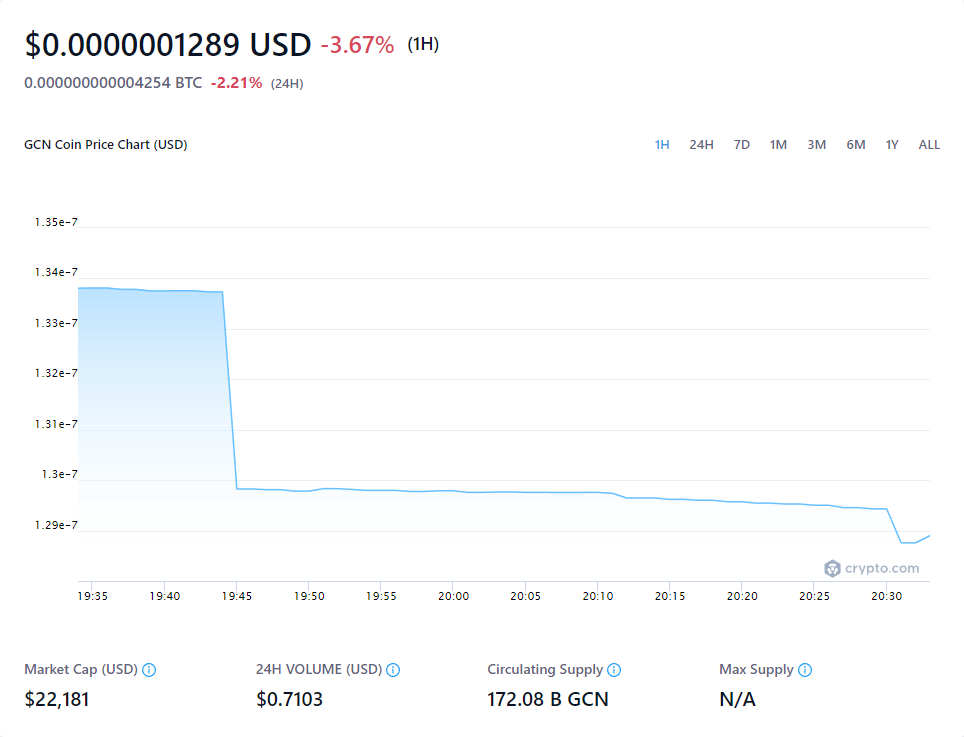 $0.0000001289 USD -3.67% (1H)
0.000000000004254 BTC -2.21% (24H)
GCN Coin Price Chart (USD) 1H 24H 7D 1M 3M 6M 1Y ALL
1.35e-7
1.34e-7
1.33e-7
1.32e-7
1.31e-7
1.3e-7
1.29e-7
crypto.com
19:35 19:40 19:45 19:50 19:55 20:00 20:05 20:10 20:15 20:20 20:25 20:30
Market Cap (USD) 24H VOLUME (USD) Circulating Supply Max Supply
$22,181 $0.7103 172.08 B GCN N/A